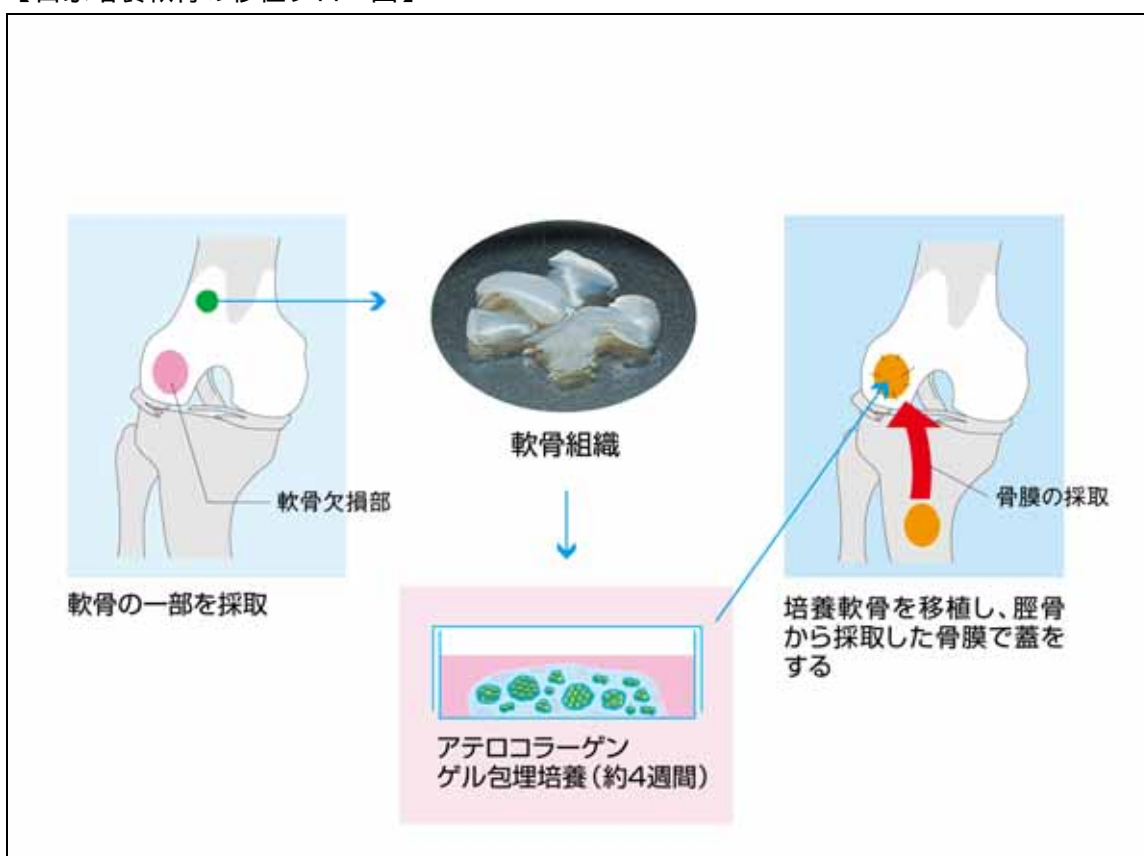 軟骨欠損部
軟骨の一部を採取
軟骨組織
アテロコラーゲン
ゲル包埋培養（約4週間）
骨膜の採取
培養軟骨を移植し、脛骨
から採取した骨膜で蓋を
する